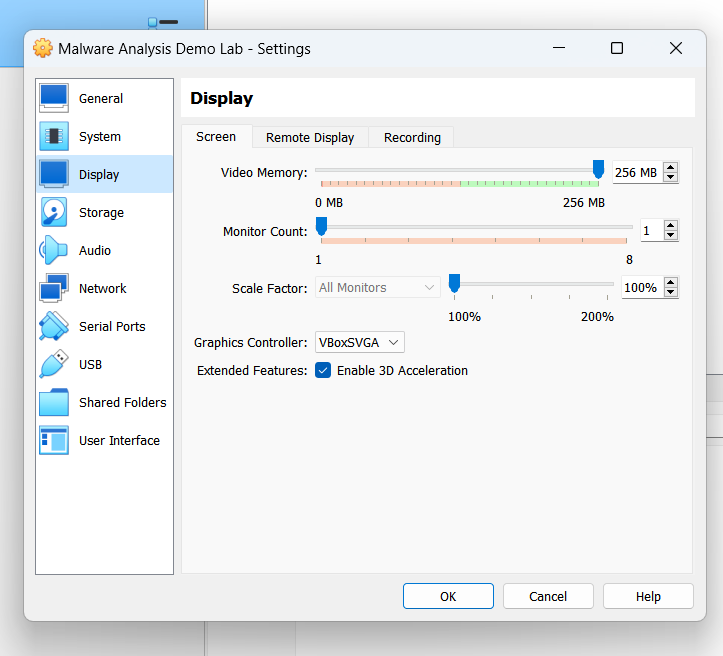 Malware Analysis Demo Lab - Settings
General
System
Display
Storage
Audio
Network
Serial Ports
USB
Shared Folders
User Interface
Display
Screen Remote Display Recording
Video Memory: 256 MB
0 MB 256 MB
Monitor Count: 1
1 8
Scale Factor: All Monitors 100%
100% 200%
Graphics Controller: VBoxSVGA
Extended Features: Enable 3D Acceleration
OK Cancel Help